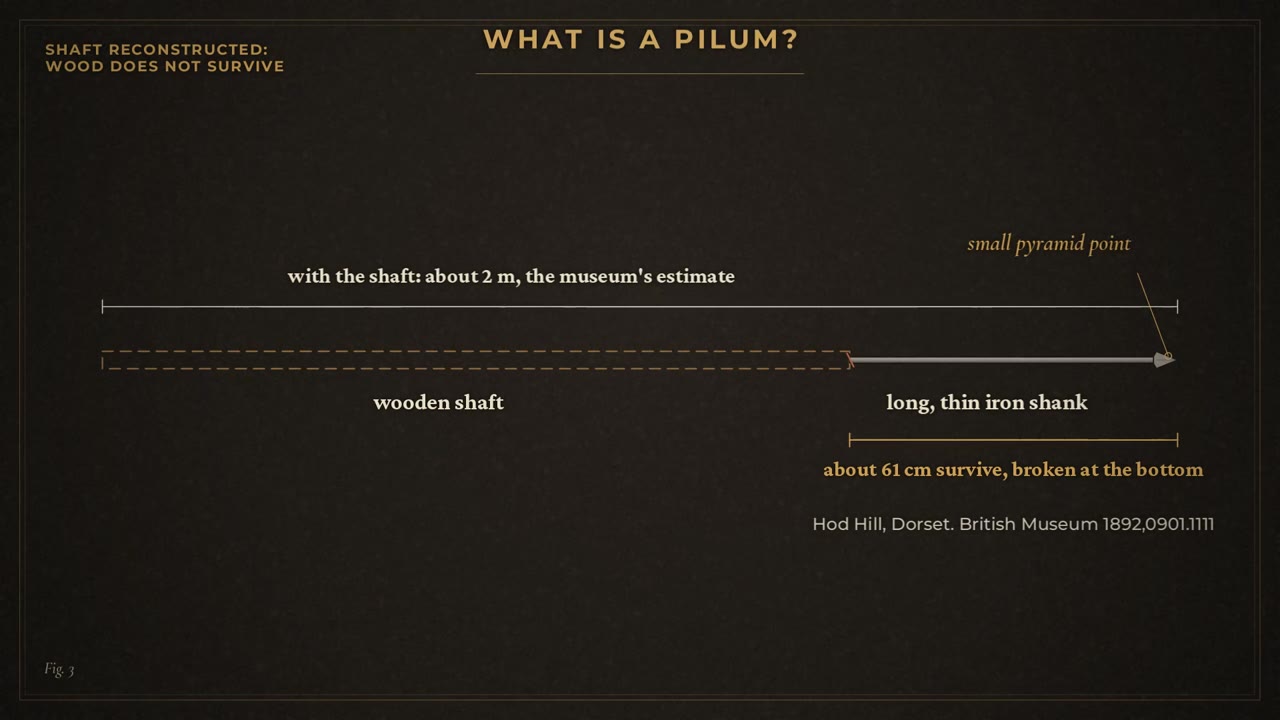 SHAFT RECONSTRUCTED:
WOOD DOES NOT SURVIVE
WHAT IS A PILUM?
small pyramid point
with the shaft: about 2 m, the museum's estimate
wooden shaft
long, thin iron shank
about 61 cm survive, broken at the bottom
Hod Hill, Dorset. British Museum 1892,0901.1111
Fig. 3